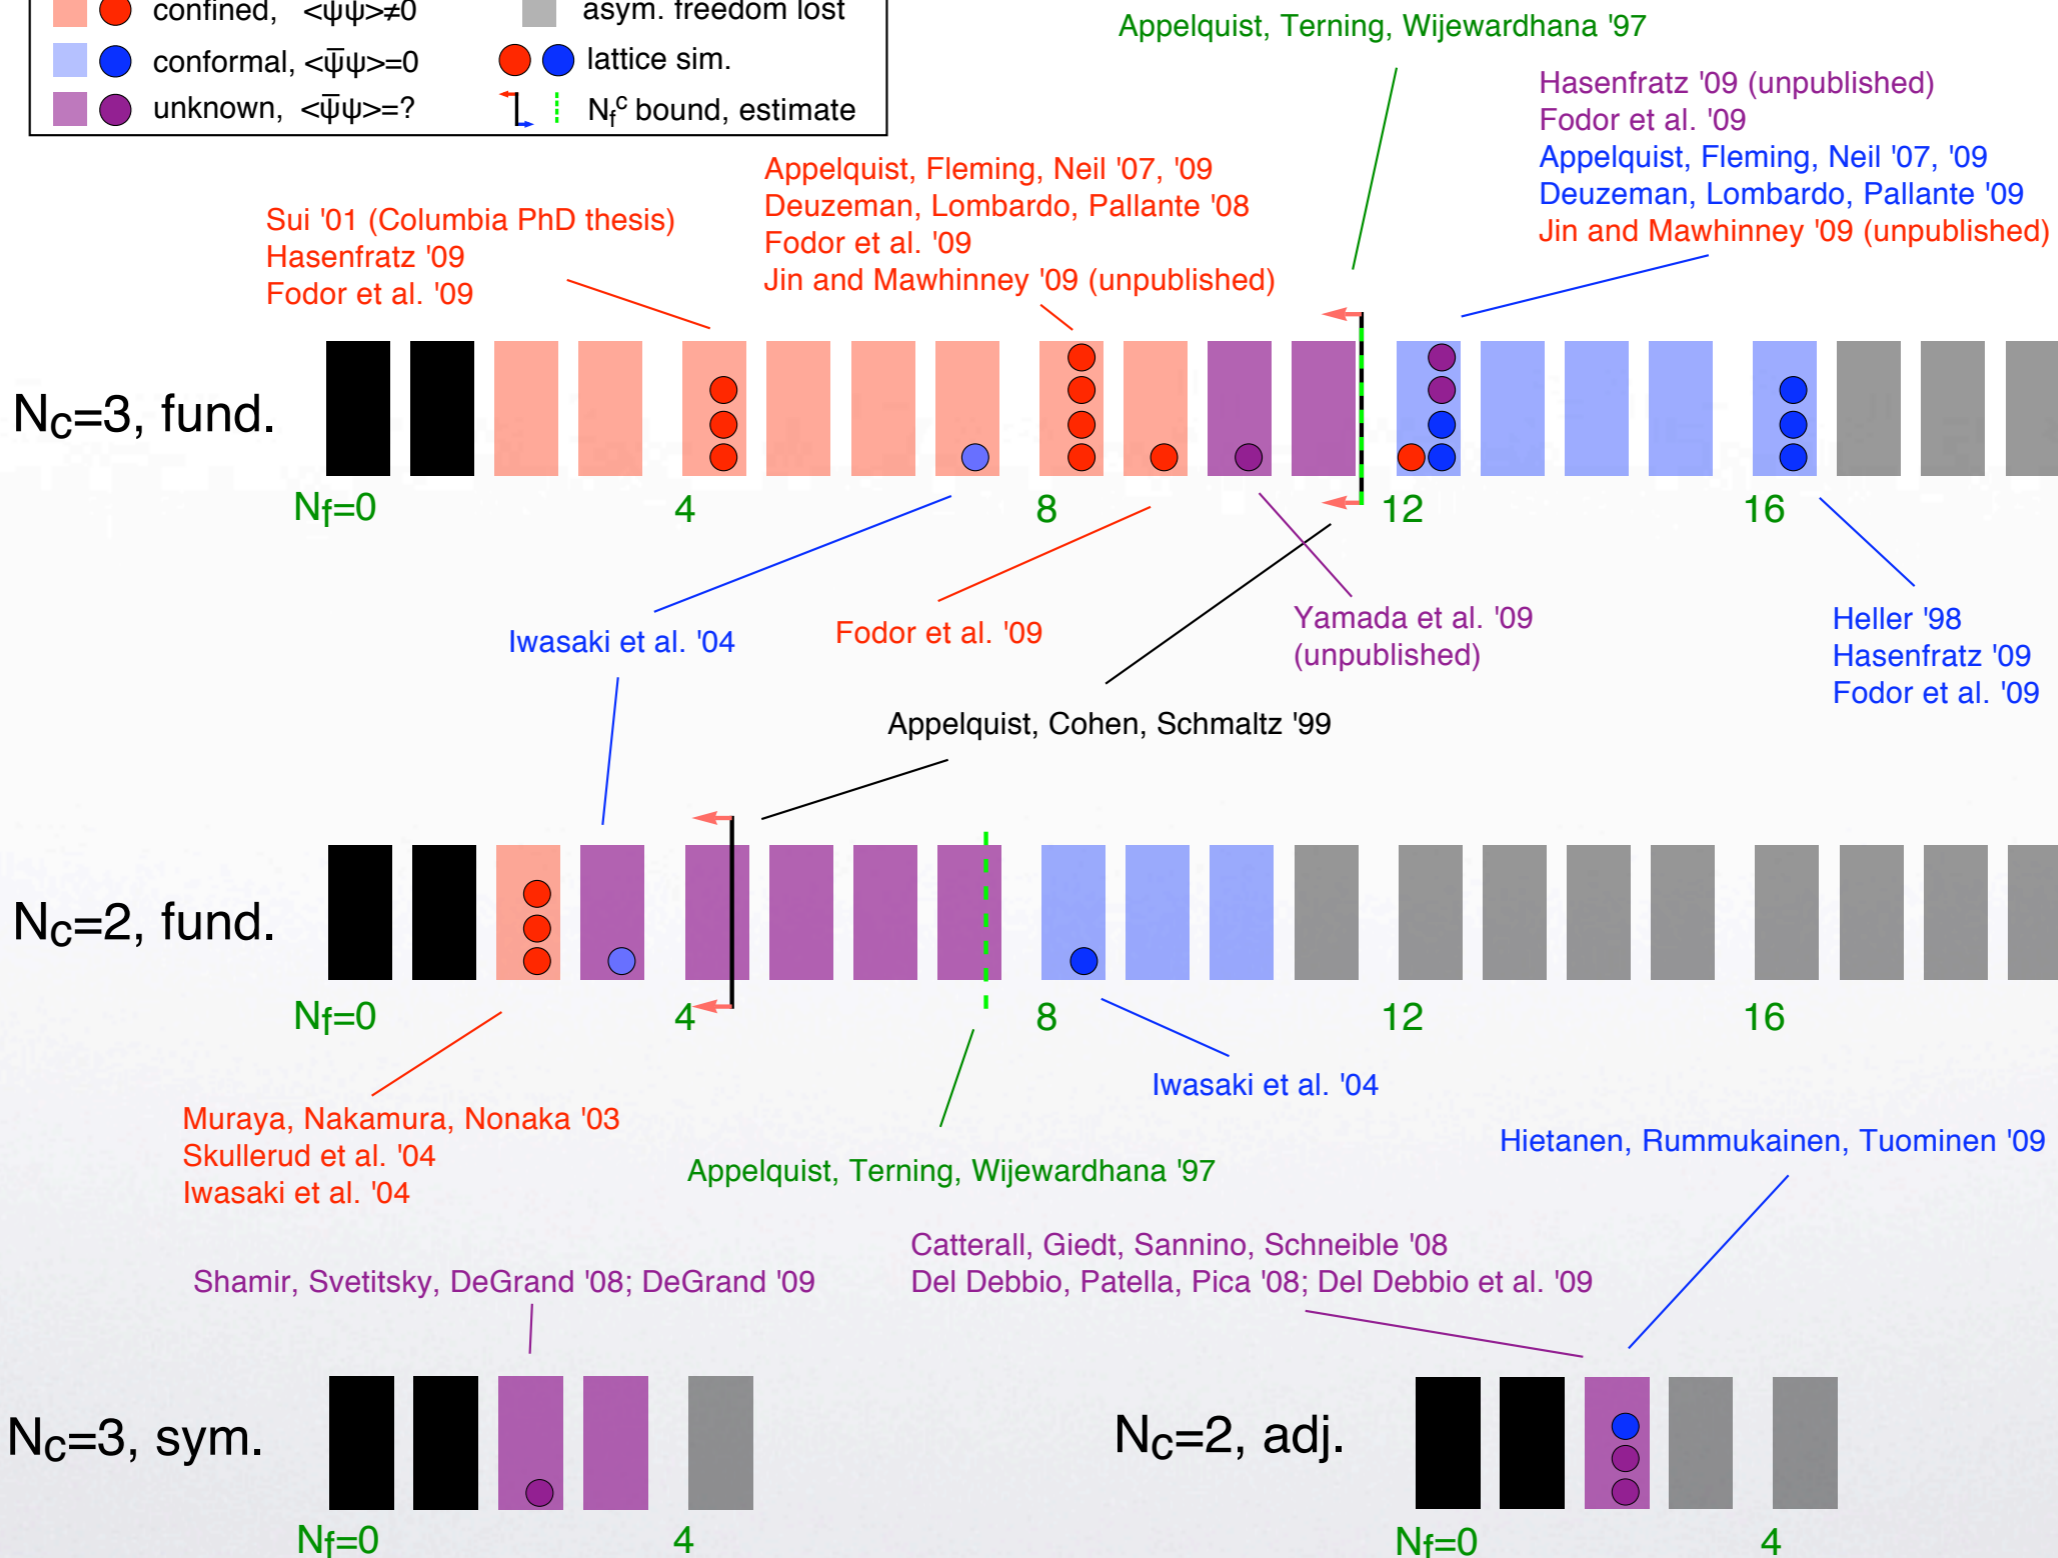 confined, <ψ̄ψ>≠0
asym. freedom lost
conformal, <ψ̄ψ>=0
lattice sim.
unknown, <ψ̄ψ>=?
Nfc bound, estimate
Appelquist, Terning, Wijewardhana '97
Hasenfratz '09 (unpublished)
Fodor et al. '09
Appelquist, Fleming, Neil '07, '09
Deuzeman, Lombardo, Pallante '09
Jin and Mawhinney '09 (unpublished)
Appelquist, Fleming, Neil '07, '09
Deuzeman, Lombardo, Pallante '08
Fodor et al. '09
Jin and Mawhinney '09 (unpublished)
Sui '01 (Columbia PhD thesis)
Hasenfratz '09
Fodor et al. '09
Nc=3, fund.
Nf=0 4 8 12 16
Iwasaki et al. '04
Fodor et al. '09
Yamada et al. '09
(unpublished)
Heller '98
Hasenfratz '09
Fodor et al. '09
Appelquist, Cohen, Schmaltz '99
Nc=2, fund.
Nf=0 4 8 12 16
Iwasaki et al. '04
Muraya, Nakamura, Nonaka '03
Skullerud et al. '04
Iwasaki et al. '04
Appelquist, Terning, Wijewardhana '97
Hietanen, Rummukainen, Tuominen '09
Shamir, Svetitsky, DeGrand '08; DeGrand '09
Catterall, Giedt, Sannino, Schneible '08
Del Debbio, Patella, Pica '08; Del Debbio et al. '09
Nc=3, sym.
Nf=0 4
Nc=2, adj.
Nf=0 4